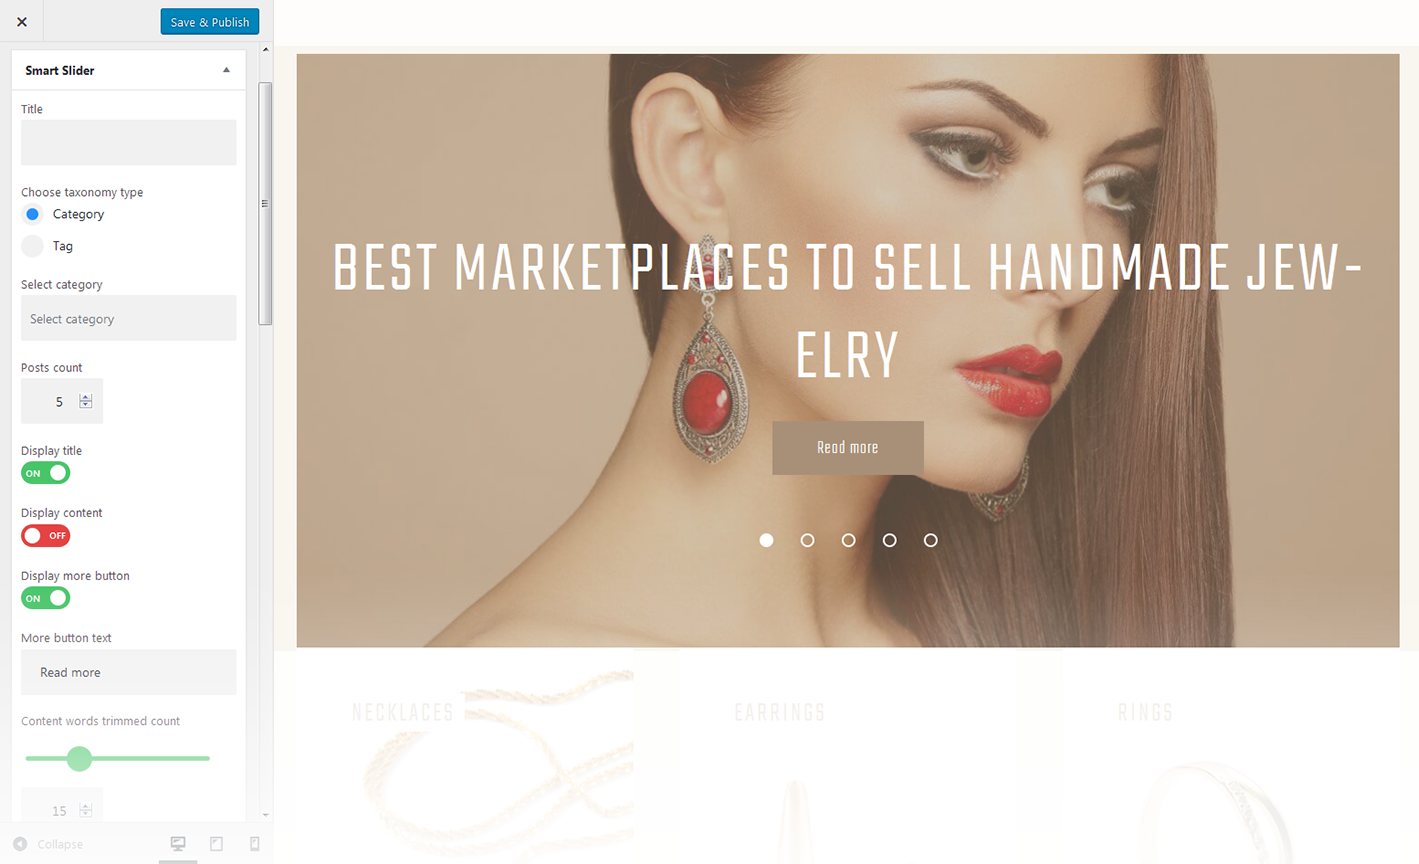 Save & Publish
Smart Slider
Title
Choose taxonomy type
Category
Tag
Select category
Select category
Posts count
5
Display title
ON
Display content
OFF
Display more button
ON
More button text
Read more
Content words trimmed count
15
Collapse
BEST MARKETPLACES TO SELL HANDMADE JEW-
ELRY
Read more
NECKLACES
EARRINGS
RINGS